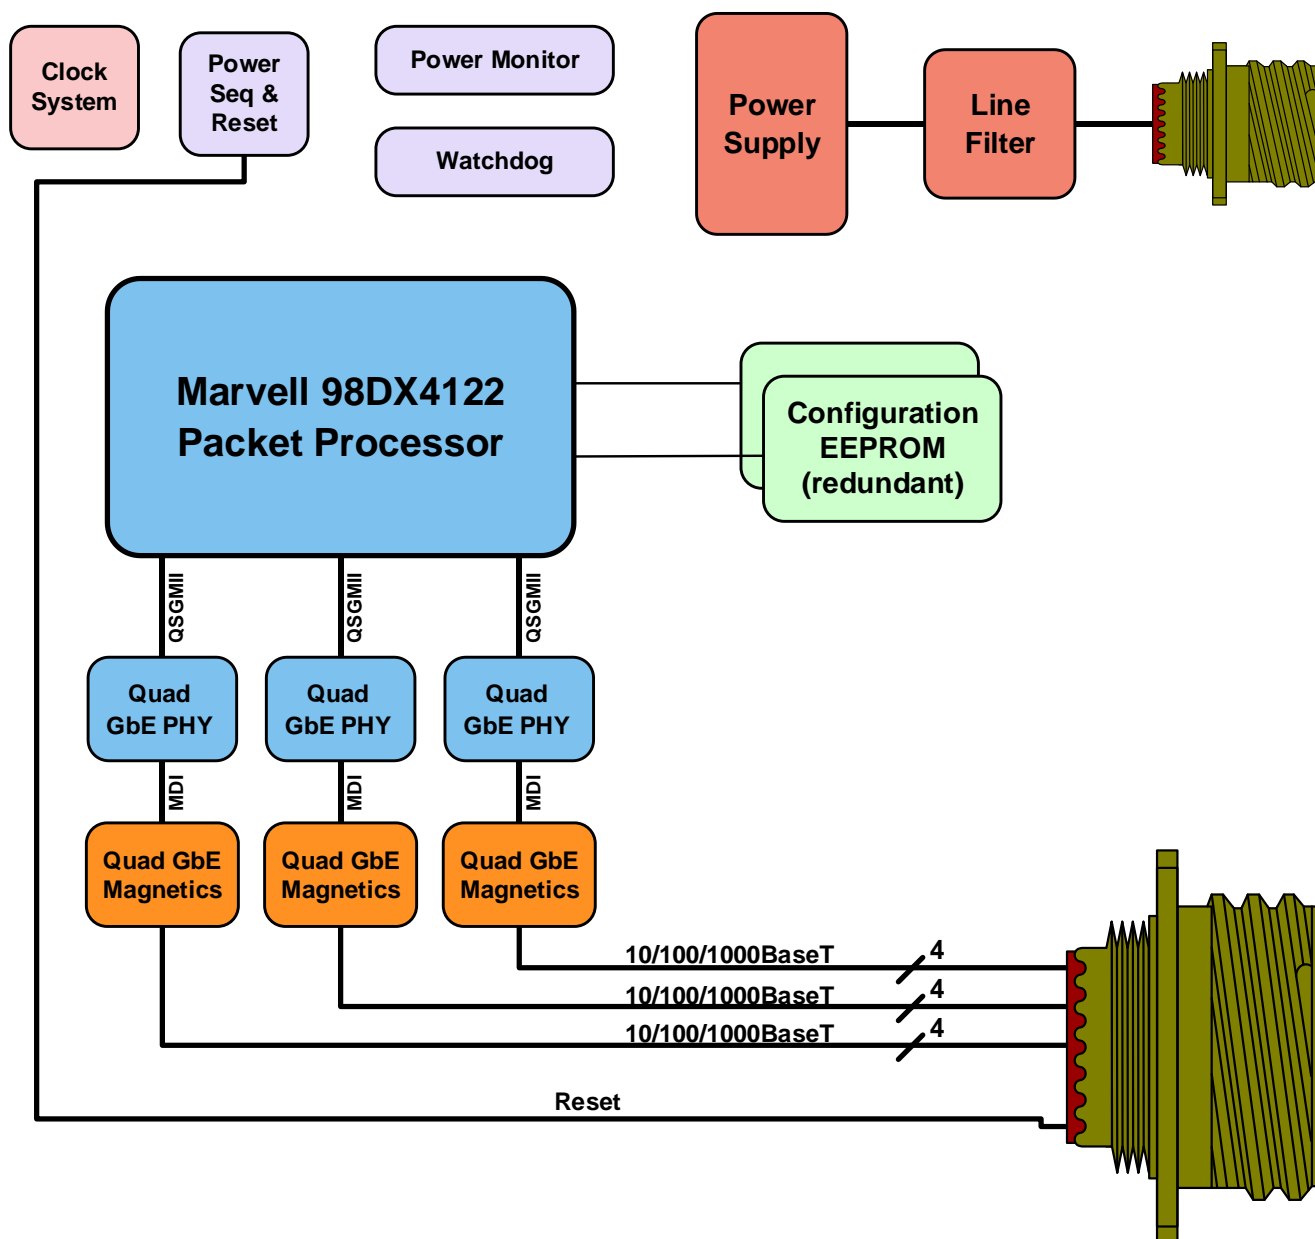 Clock
System
Power
Seq &
Reset
Power Monitor
Watchdog
Power
Supply
Line
Filter
Marvell 98DX4122
Packet Processor
Configuration
EEPROM
(redundant)
QSGMII
QSGMII
QSGMII
Quad
GbE PHY
Quad
GbE PHY
Quad
GbE PHY
MDI
MDI
MDI
Quad GbE
Magnetics
Quad GbE
Magnetics
Quad GbE
Magnetics
10/100/1000BaseT 4
10/100/1000BaseT 4
10/100/1000BaseT 4
Reset